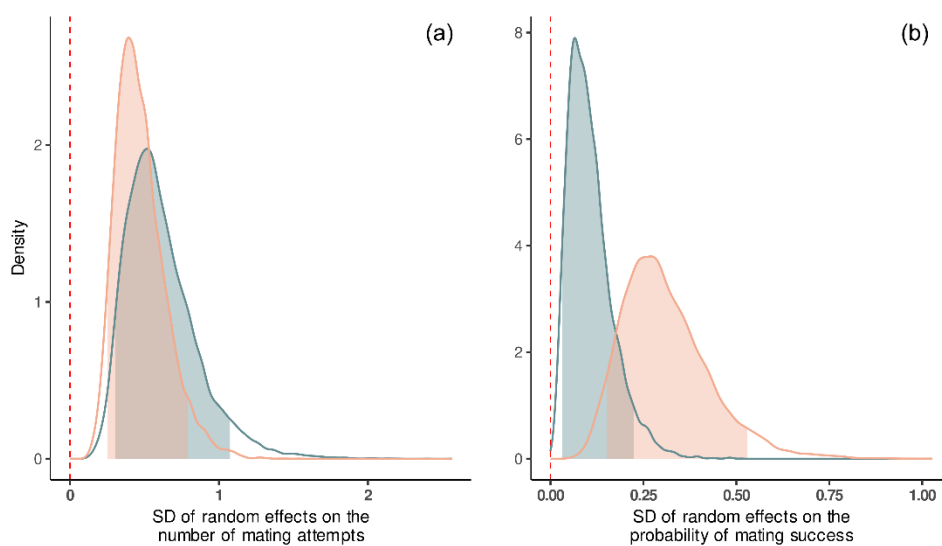 (a)
2
1
0
Density
0
1
2
SD of random effects on the
number of mating attempts
(b)
8
6
4
2
0
0.00
0.25
0.50
0.75
1.00
SD of random effects on the
probability of mating success